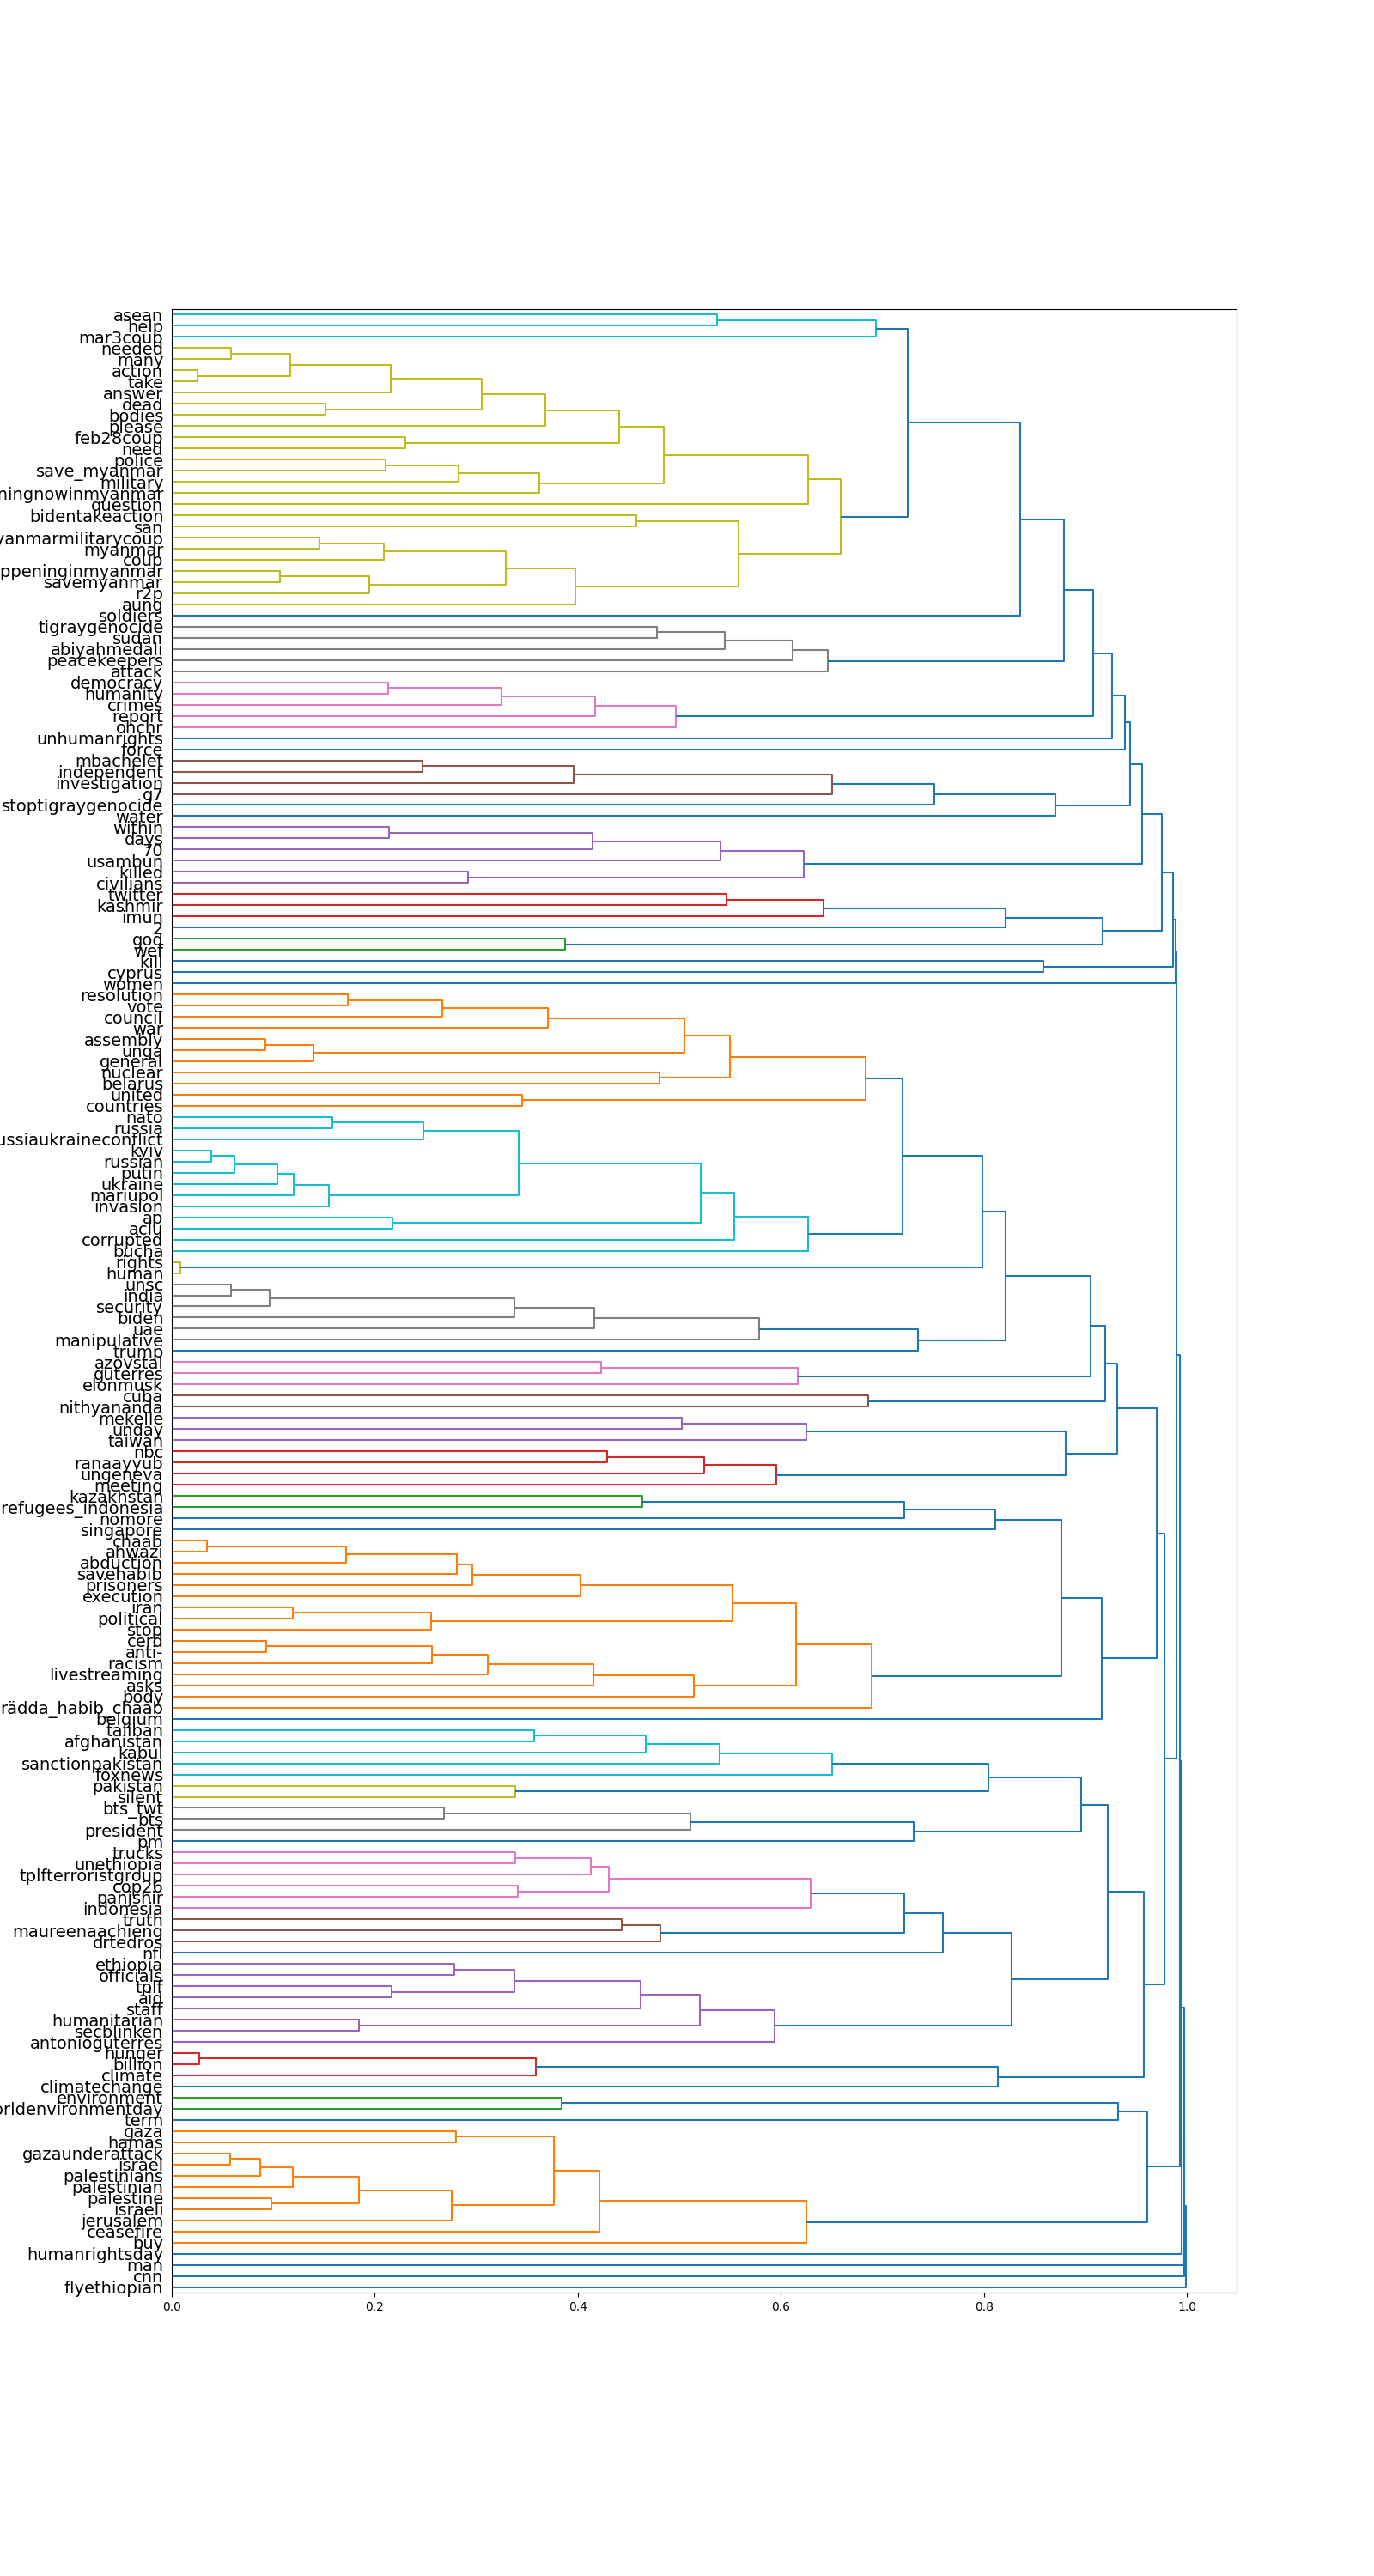 asean
help
mar3coup
needed
many
action
take
answer
dead
bodies
please
feb28coup
need
police
save_myanmar
military
ningnowinmyanmar
question
bidentakeaction
san
yanmarmilitarycoup
myanmar
coup
ppeninginmyanmar
savemyanmar
r2p
aung
soldiers
tigraygenocide
sudan
abiyahmedali
peacekeepers
attack
democracy
humanity
crimes
report
ohchr
unhumanrights
force
mbachelet
independent
investigation
g7
stoptigraygenocide
water
within
days
70
usambun
killed
civilians
twitter
kashmir
imun
2
god
wef
kill
cyprus
women
resolution
vote
council
war
assembly
unga
general
nuclear
belarus
united
countries
nato
russia
ussiaukraineconflict
kyiv
russian
putin
ukraine
mariupol
invasion
ap
aclu
corrupted
bucha
rights
human
unsc
india
security
biden
uae
manipulative
trump
azovstal
guterres
elonmusk
cuba
nithyananda
mekelle
unday
taiwan
nbc
ranaayyub
ungeneva
meeting
kazakhstan
refugees_indonesia
nomore
singapore
chaab
ahwazi
abduction
savehabib
prisoners
execution
iran
political
stop
cerd
anti-
racism
livestreaming
asks
body
rädda_habib_chaab
belgium
taliban
afghanistan
kabul
sanctionpakistan
foxnews
pakistan
silent
bts_twt
bts
president
pm
trucks
unethiopia
tplfterroristgroup
cop26
panjshir
indonesia
truth
maureenaachieng
drtedros
nfl
ethiopia
officials
tplf
aid
staff
humanitarian
secblinken
antonioguterres
hunger
billion
climate
climatechange
environment
orldenvironmentday
term
gaza
hamas
gazaunderattack
israel
palestinians
palestinian
palestine
israeli
jerusalem
ceasefire
buy
humanrightsday
man
cnn
flyethiopian
0.0 0.2 0.4 0.6 0.8 1.0